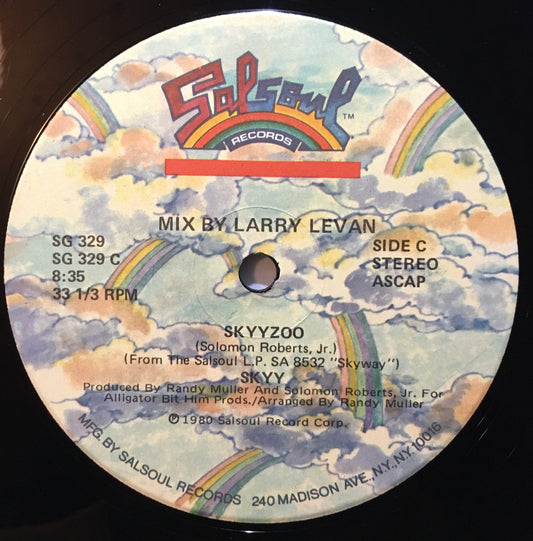 Salsoul TM
RECORDS
MIX BY LARRY LEVAN
SG 329
SG 329 C
8:35
33 1/3 RPM
SIDE C
STEREO
ASCAP
SKYYZOO
(Solomon Roberts, Jr.)
(From The Salsoul L.P. SA 8532 "Skyway")
SKYY
Produced By Randy Muller and Solomon Roberts, Jr. For
Alligator Bit Him Prods./Arranged By Randy Muller
℗ 1980 Salsoul Record Corp.
MFG. BY SALSOUL RECORDS 240 MADISON AVE., NY., NY. 10016